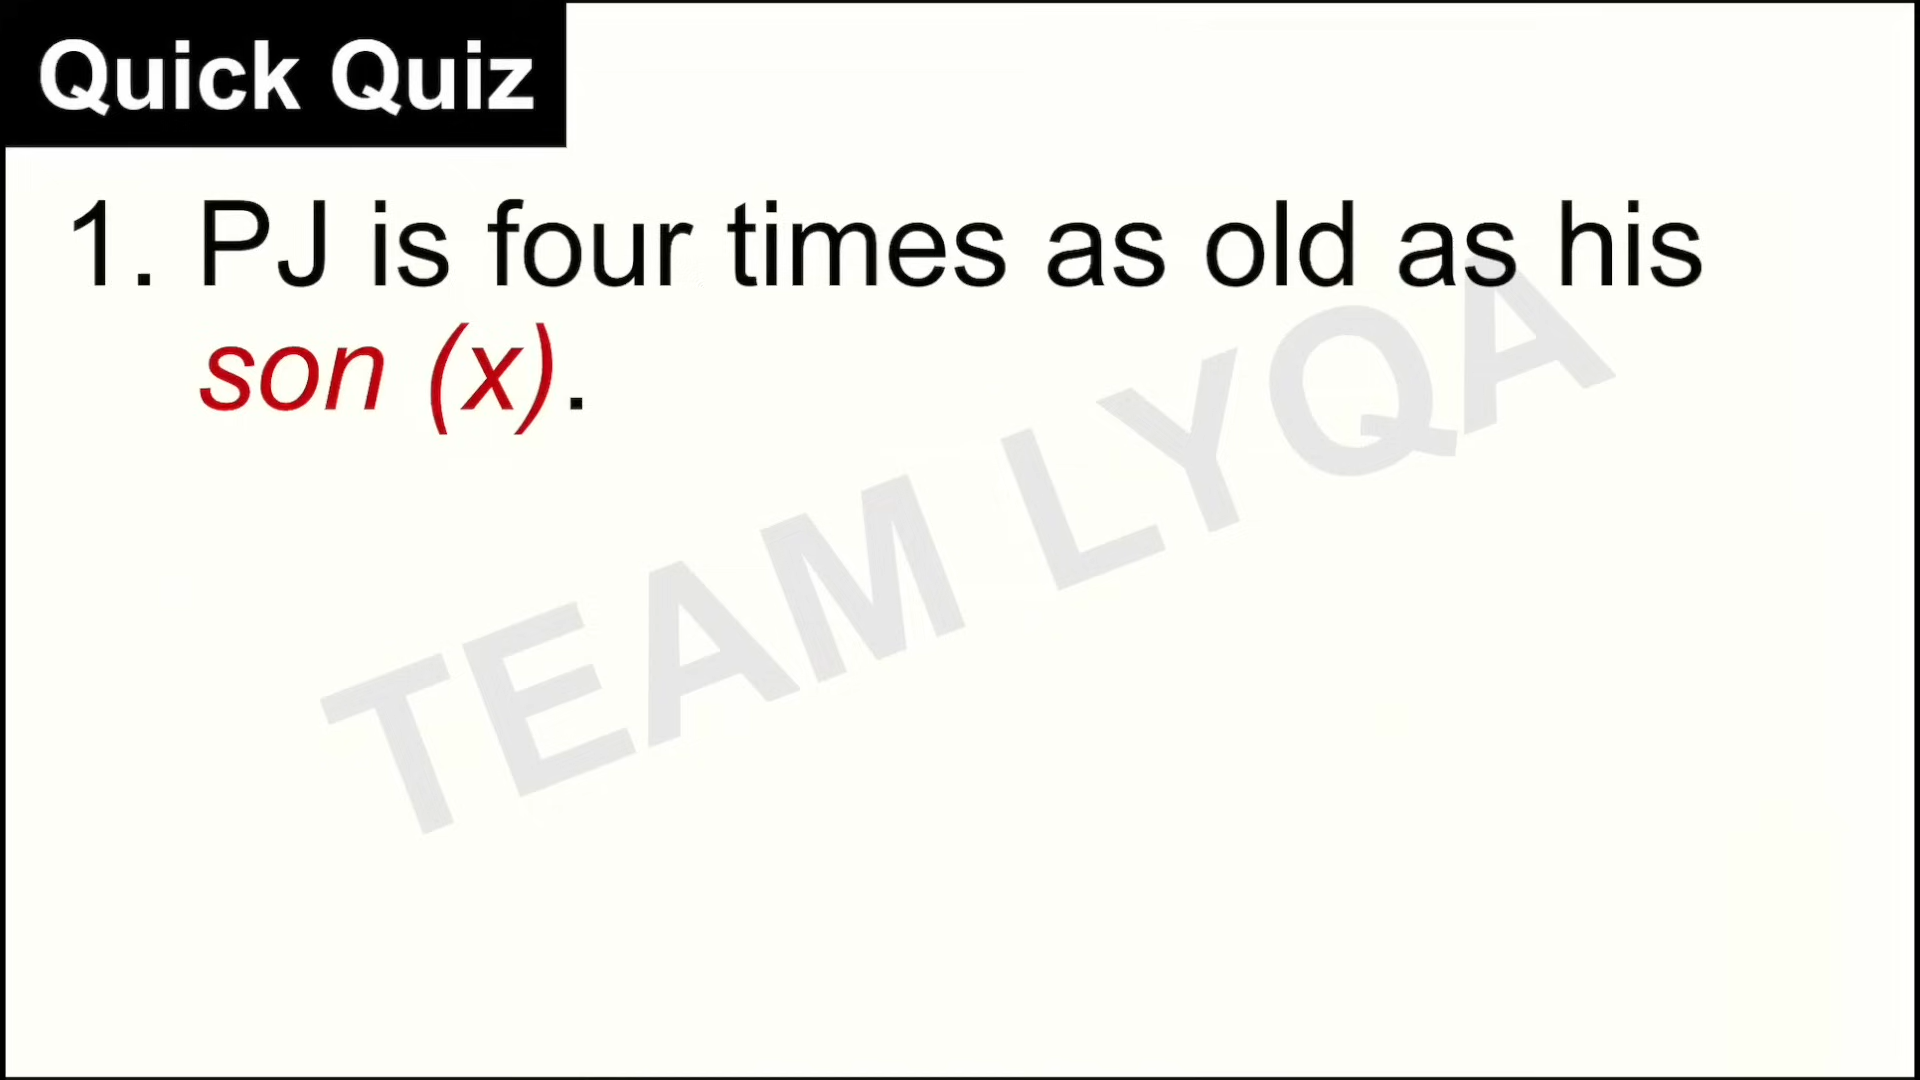 Quick Quiz
1. PJ is four times as old as his
son (x).
TEAM LYQA